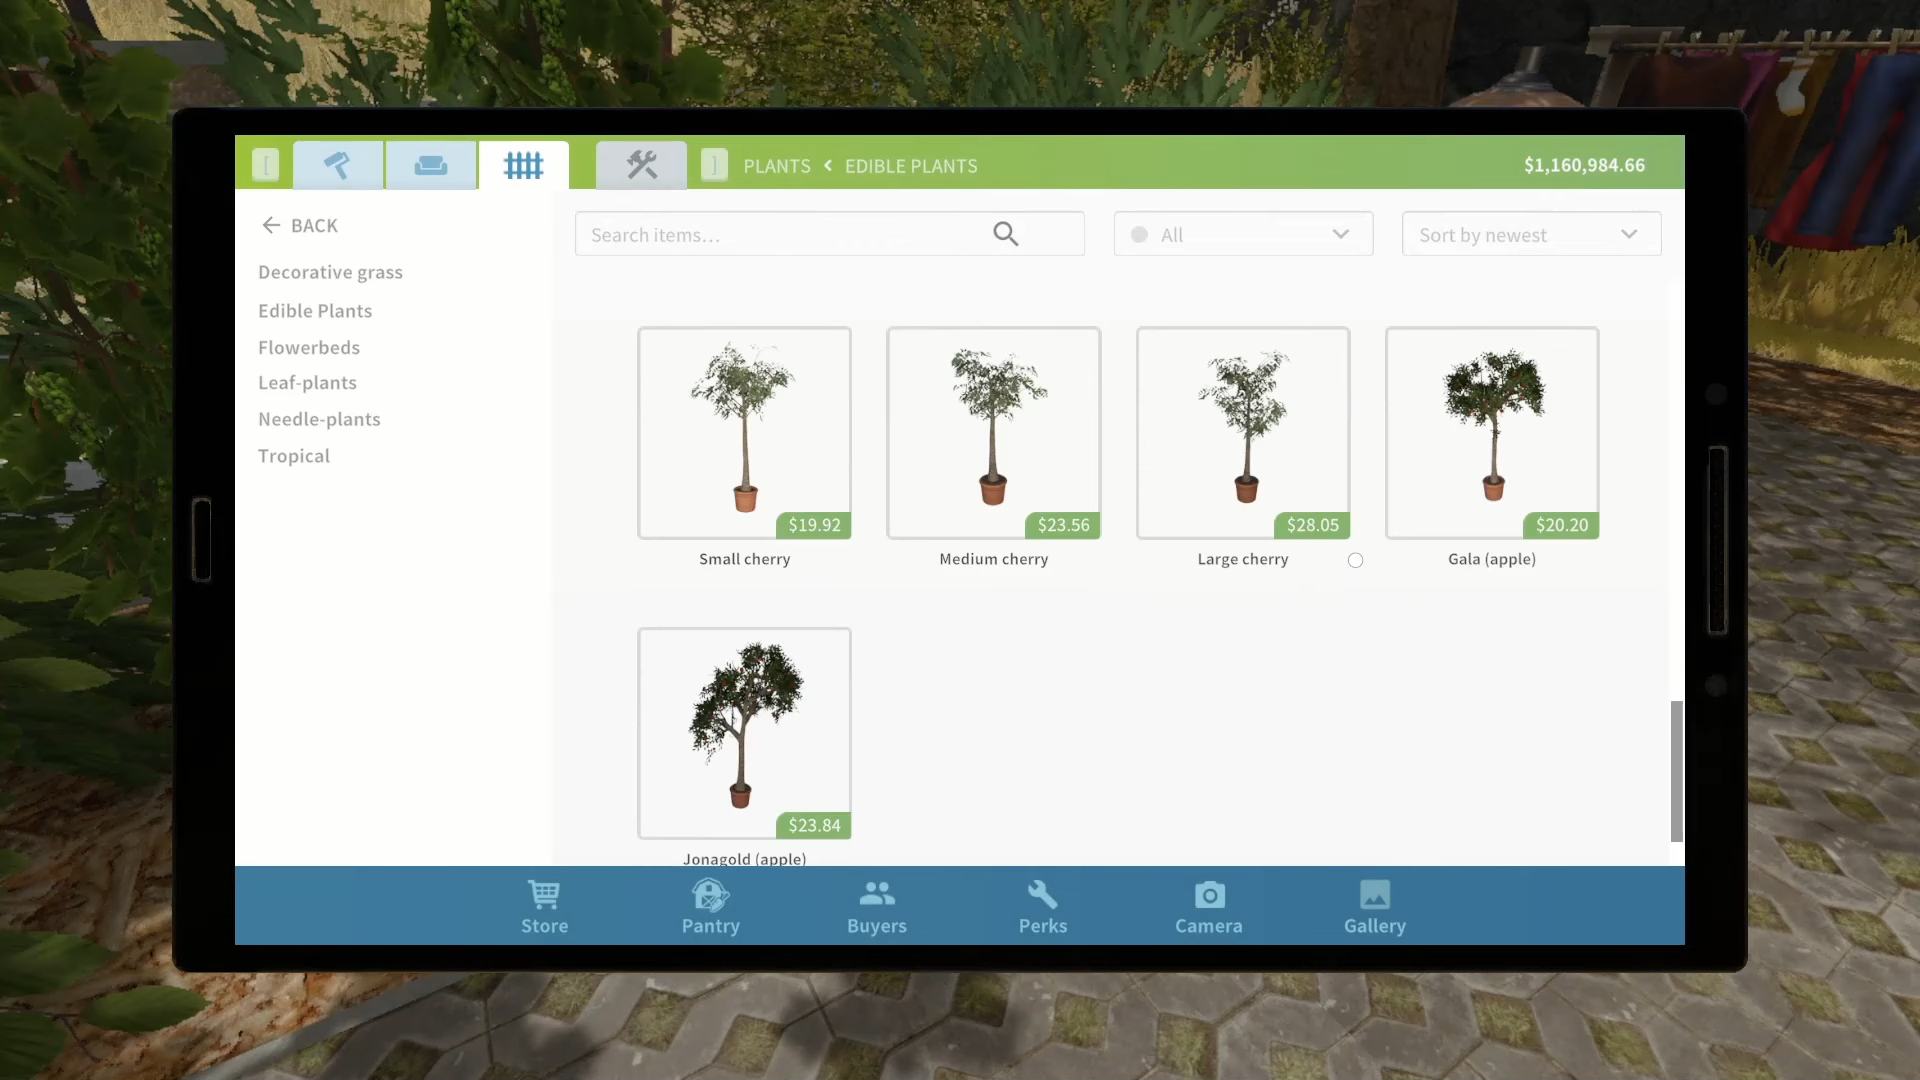 [
]
PLANTS < EDIBLE PLANTS
$1,160,984.66
BACK
Decorative grass
Edible Plants
Flowerbeds
Leaf-plants
Needle-plants
Tropical
Search items...
All
Sort by newest
$19.92
$23.56
$28.05
$20.20
Small cherry
Medium cherry
Large cherry
Gala (apple)
$23.84
Jonagold (apple)
Store
Pantry
Buyers
Perks
Camera
Gallery